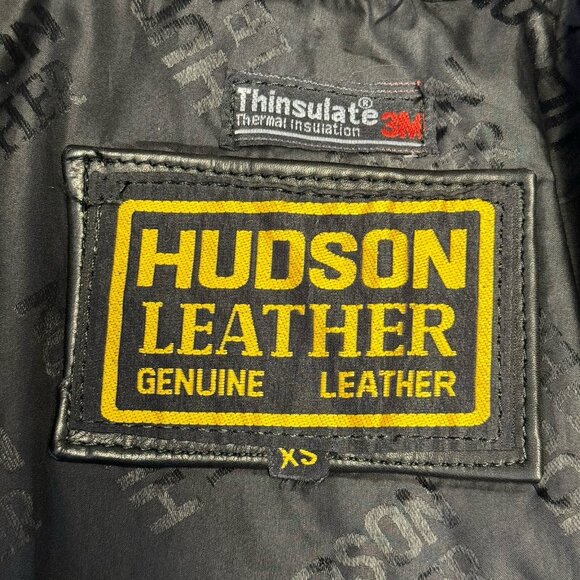 Thinsulate®
Thermal Insulation 3M
HUDSON
LEATHER
GENUINE LEATHER
XS